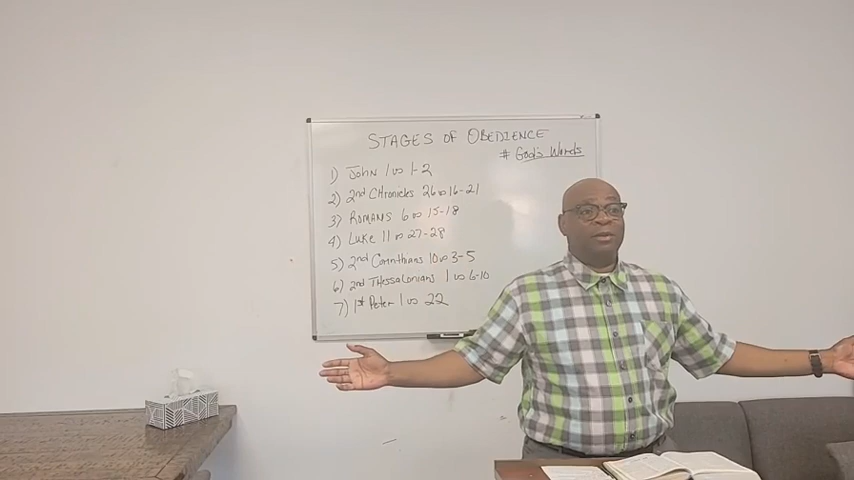 STAGES OF OBEDIENCE
# God's Words
1) John 1 vs 1-2
2) 2nd Chronicles 26 vs 16-21
3) Romans 6 vs 15-18
4) Luke 11 vs 27-28
5) 2nd Corinthians 10 vs 3-5
6) 2nd Thessalonians 1 vs 6-10
7) 1st Peter 1 vs 22